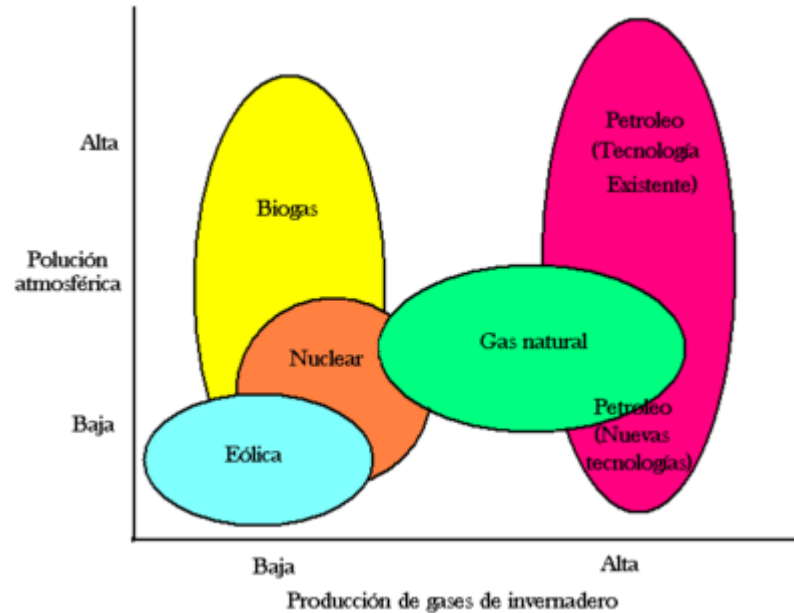 Petroleo
(Tecnología
Existente)
Alta
Biogas
Polución
atmosférica
Gas natural
Nuclear
Petroleo
(Nuevas
tecnologías)
Baja
Eólica
Baja
Alta
Producción de gases de invernadero